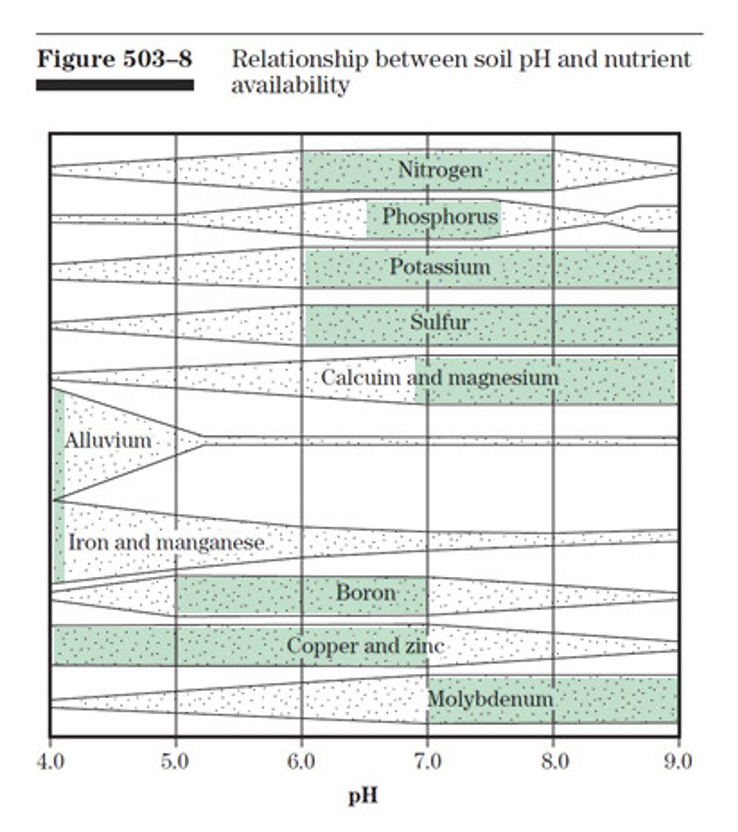 Figure 503–8 Relationship between soil pH and nutrient
availability
Nitrogen
Phosphorus
Potassium
Sulfur
Calcuim and magnesium
Alluvium
Iron and manganese
Boron
Copper and zinc
Molybdenum
4.0 5.0 6.0 7.0 8.0 9.0
pH